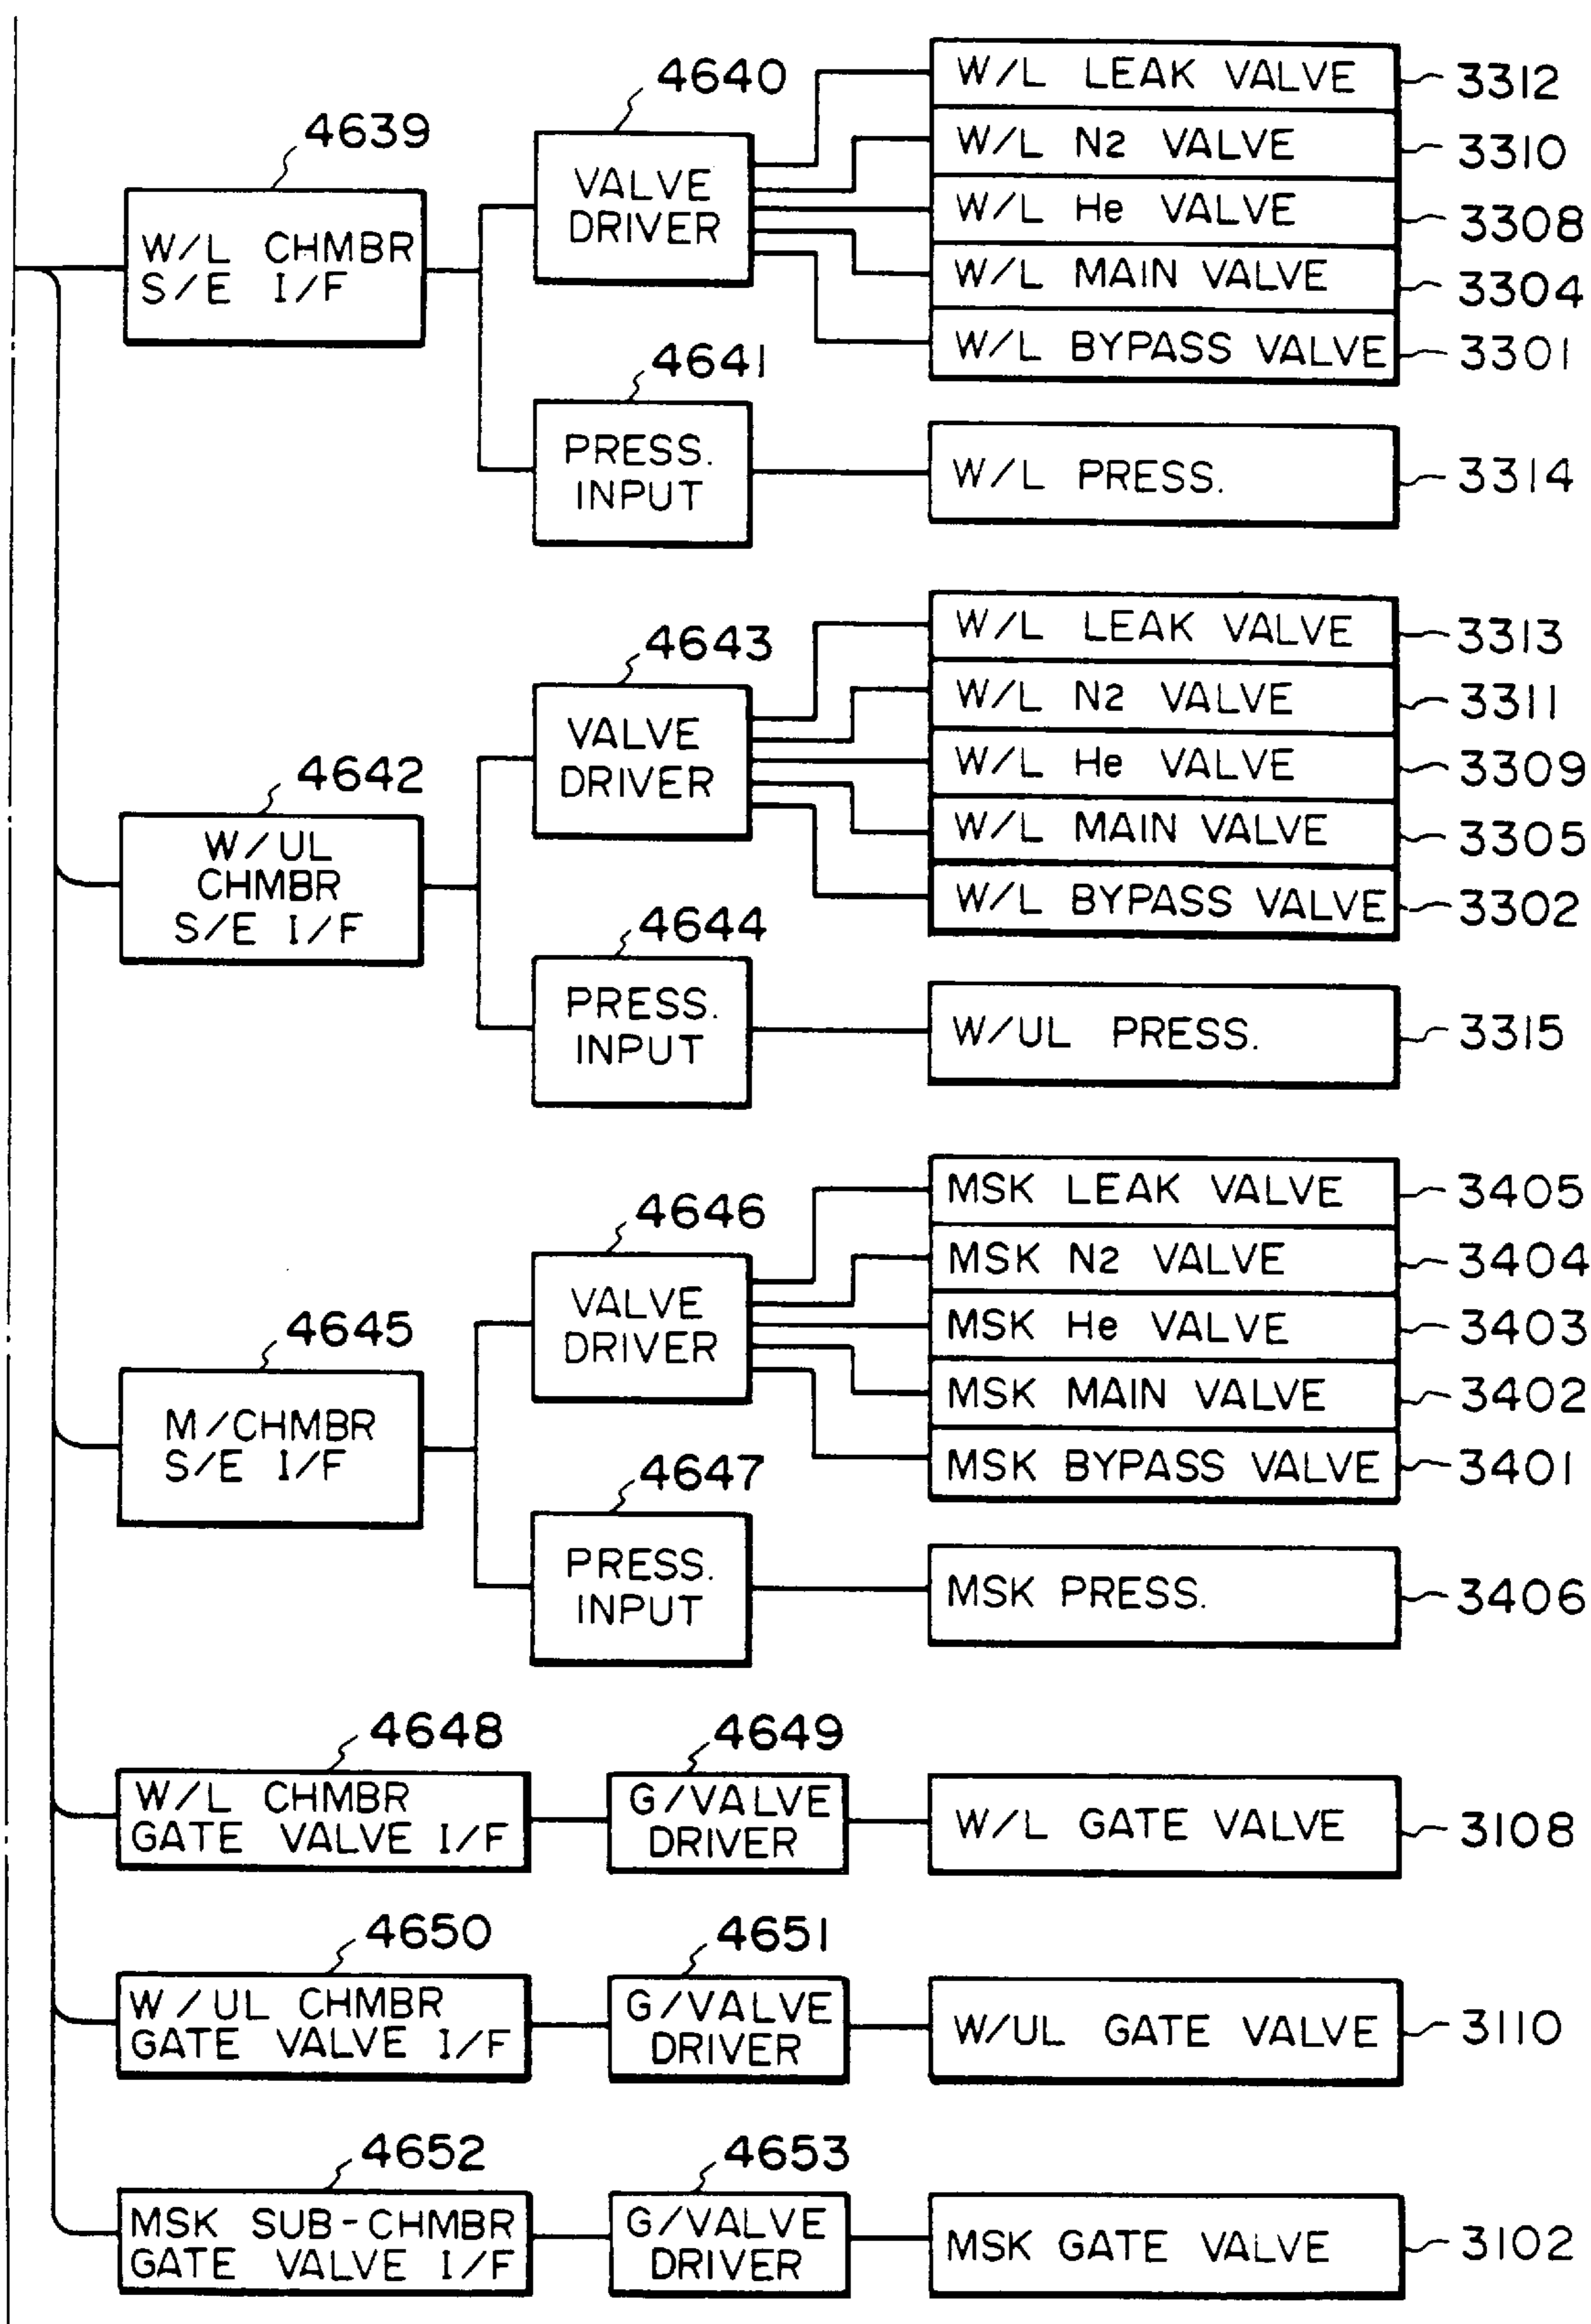 4640
W/L LEAK VALVE 3312
4639
W/L N2 VALVE 3310
VALVE
DRIVER
W/L He VALVE 3308
W/L CHMBR
S/E I/F
W/L MAIN VALVE 3304
W/L BYPASS VALVE 3301
4641
PRESS.
INPUT
W/L PRESS. 3314
4643
W/L LEAK VALVE 3313
W/L N2 VALVE 3311
VALVE
DRIVER
W/L He VALVE 3309
4642
W/L MAIN VALVE 3305
W/UL
CHMBR
S/E I/F
W/L BYPASS VALVE 3302
4644
PRESS.
INPUT
W/UL PRESS. 3315
4646
MSK LEAK VALVE 3405
MSK N2 VALVE 3404
VALVE
DRIVER
MSK He VALVE 3403
4645
MSK MAIN VALVE 3402
M/CHMBR
S/E I/F
MSK BYPASS VALVE 3401
4647
PRESS.
INPUT
MSK PRESS. 3406
4648
4649
W/L CHMBR
GATE VALVE I/F
G/VALVE
DRIVER
W/L GATE VALVE 3108
4650
4651
W/UL CHMBR
GATE VALVE I/F
G/VALVE
DRIVER
W/UL GATE VALVE 3110
4652
4653
MSK SUB-CHMBR
GATE VALVE I/F
G/VALVE
DRIVER
MSK GATE VALVE 3102